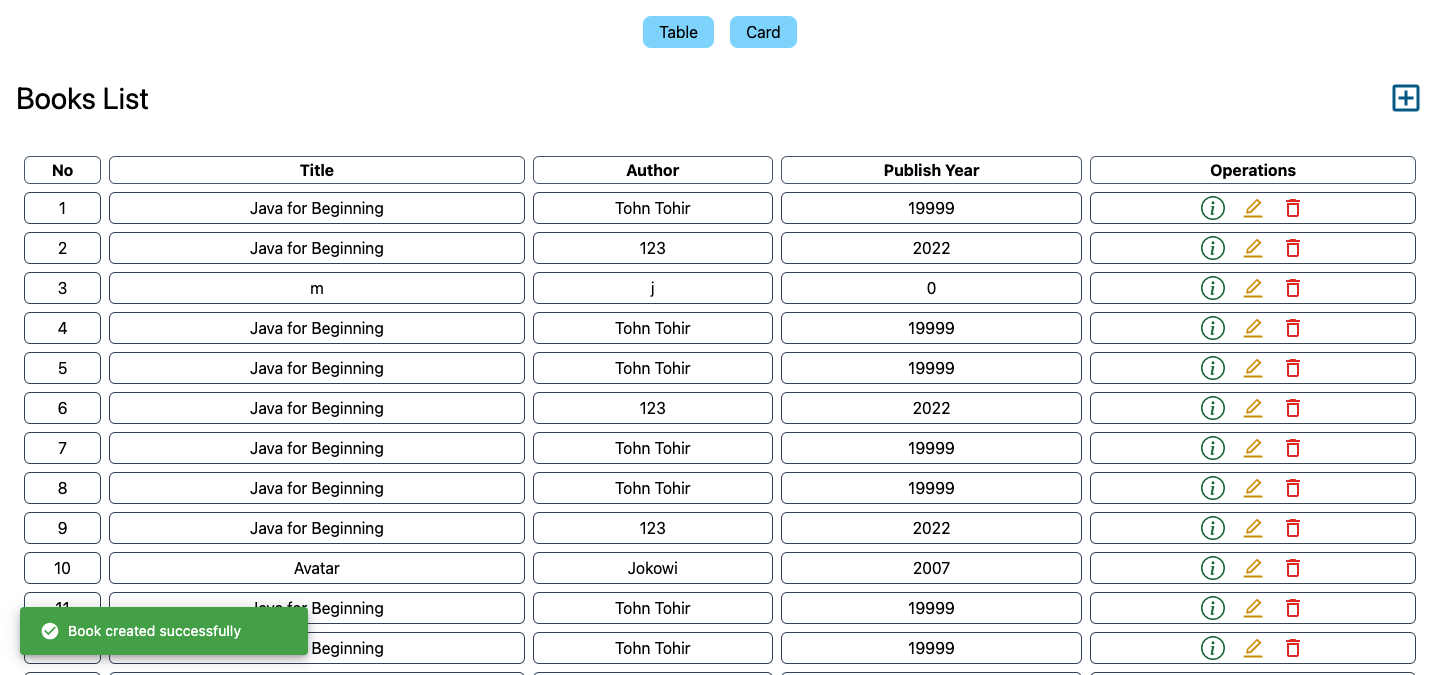 Table Card
Books List
No Title Author Publish Year Operations
1 Java for Beginning Tohn Tohir 19999
2 Java for Beginning 123 2022
3 m j 0
4 Java for Beginning Tohn Tohir 19999
5 Java for Beginning Tohn Tohir 19999
6 Java for Beginning 123 2022
7 Java for Beginning Tohn Tohir 19999
8 Java for Beginning Tohn Tohir 19999
9 Java for Beginning 123 2022
10 Avatar Jokowi 2007
11 Java for Beginning Tohn Tohir 19999
Beginning Tohn Tohir 19999
Book created successfully